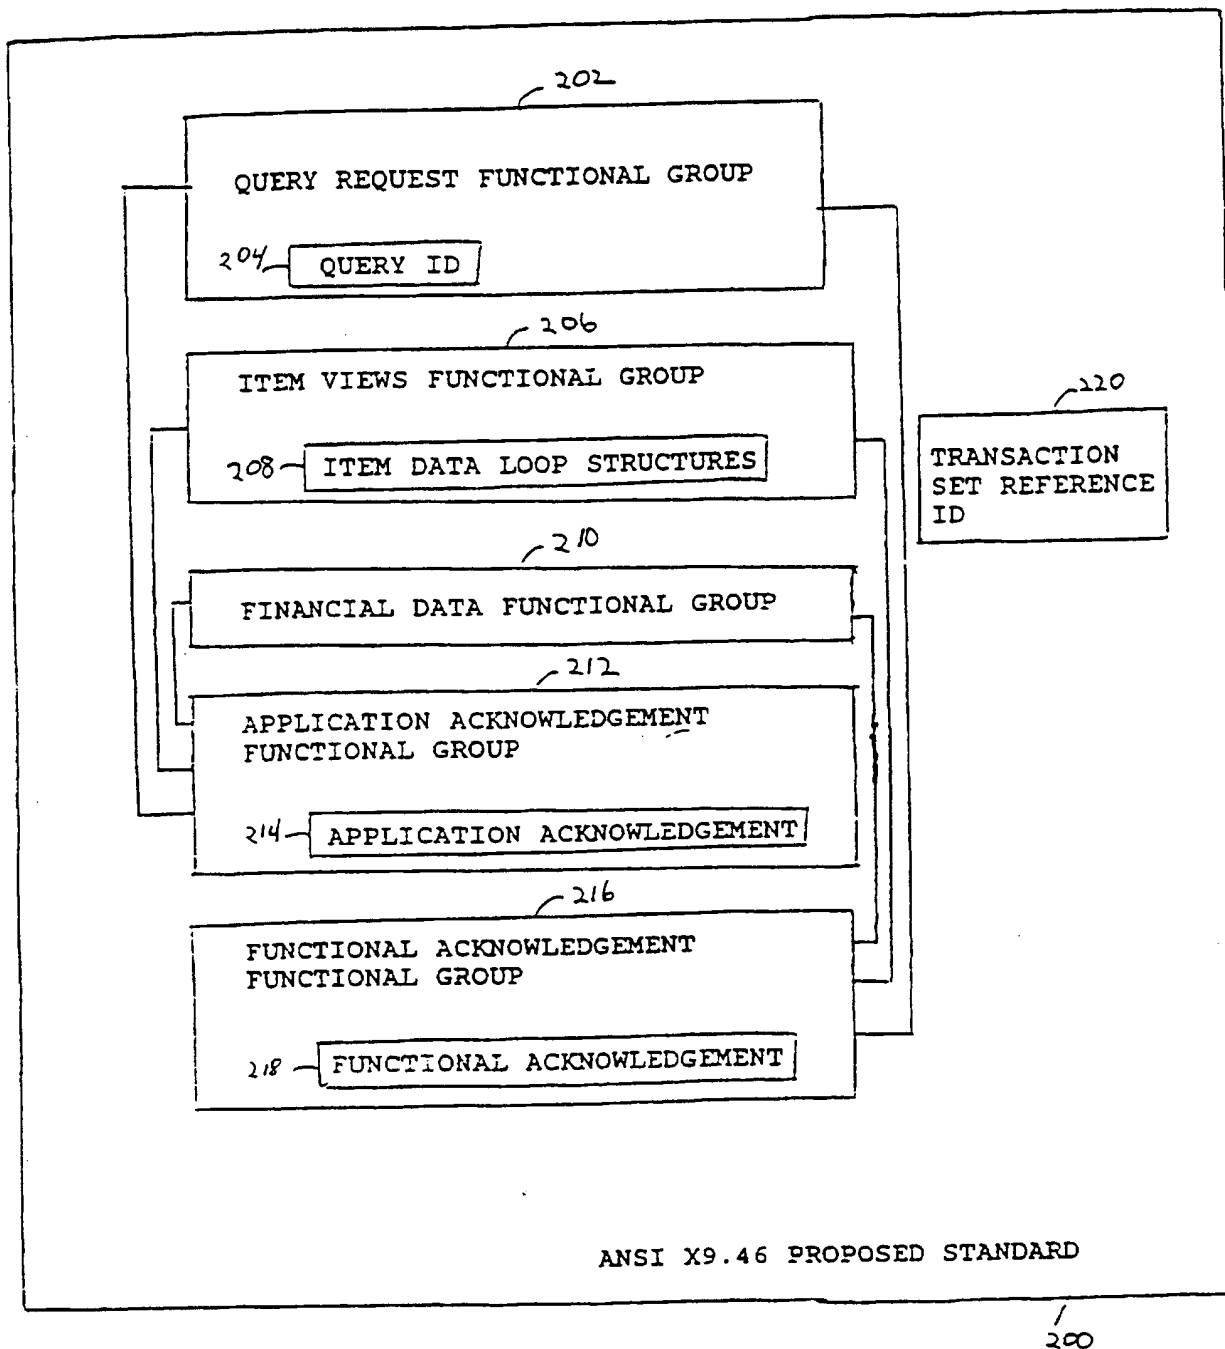 202
QUERY REQUEST FUNCTIONAL GROUP
204
QUERY ID
206
ITEM VIEWS FUNCTIONAL GROUP
208
ITEM DATA LOOP STRUCTURES
220
TRANSACTION
SET REFERENCE
ID
210
FINANCIAL DATA FUNCTIONAL GROUP
212
APPLICATION ACKNOWLEDGEMENT
FUNCTIONAL GROUP
214
APPLICATION ACKNOWLEDGEMENT
216
FUNCTIONAL ACKNOWLEDGEMENT
FUNCTIONAL GROUP
218
FUNCTIONAL ACKNOWLEDGEMENT
ANSI X9.46 PROPOSED STANDARD
200